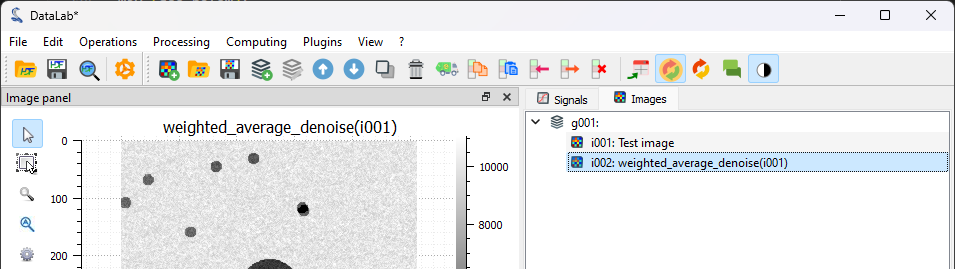 DataLab*
File Edit Operations Processing Computing Plugins View ?
Image panel
Signals Images
weighted_average_denoise(i001)
0
100
200
10000
8000
g001:
i001: Test image
i002: weighted_average_denoise(i001)